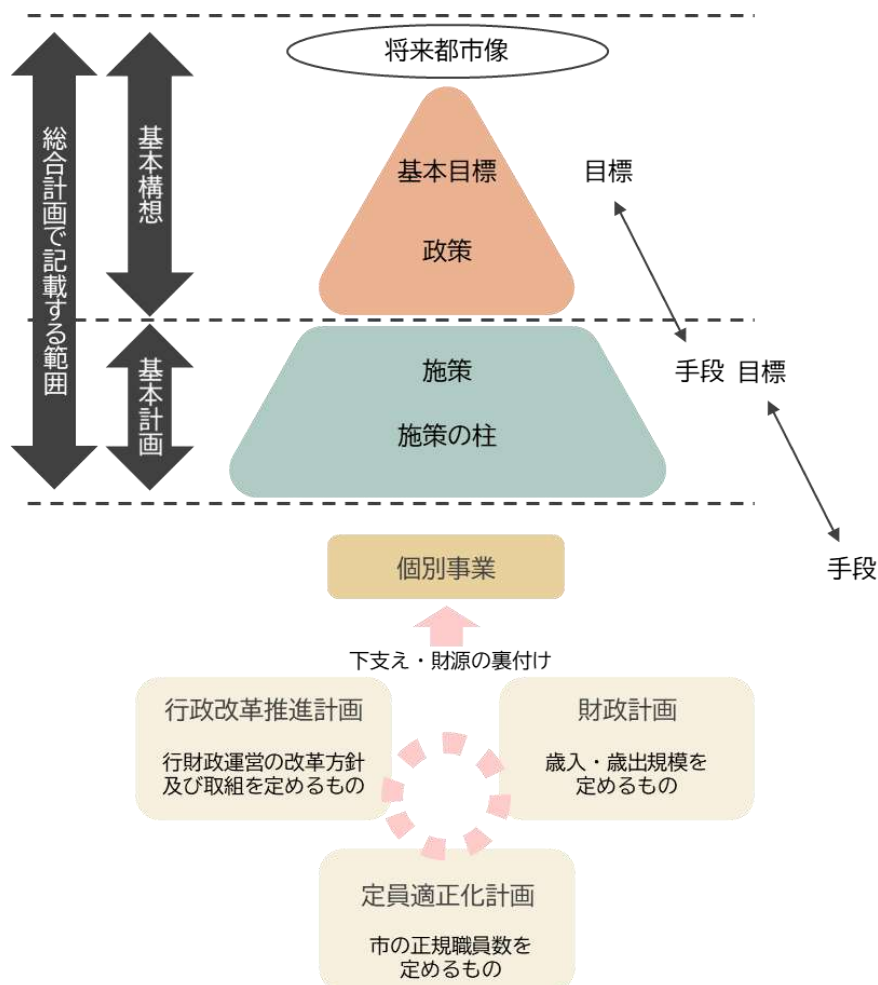 将来都市像
総合計画で記載する範囲
基本構想
基本目標
目標
政策
基本計画
施策
手段
目標
施策の柱
個別事業
手段
下支え・財源の裏付け
行政改革推進計画
行財政運営の改革方針
及び取組を定めるもの
財政計画
歳入・歳出規模を
定めるもの
定員適正化計画
市の正規職員数を
定めるもの